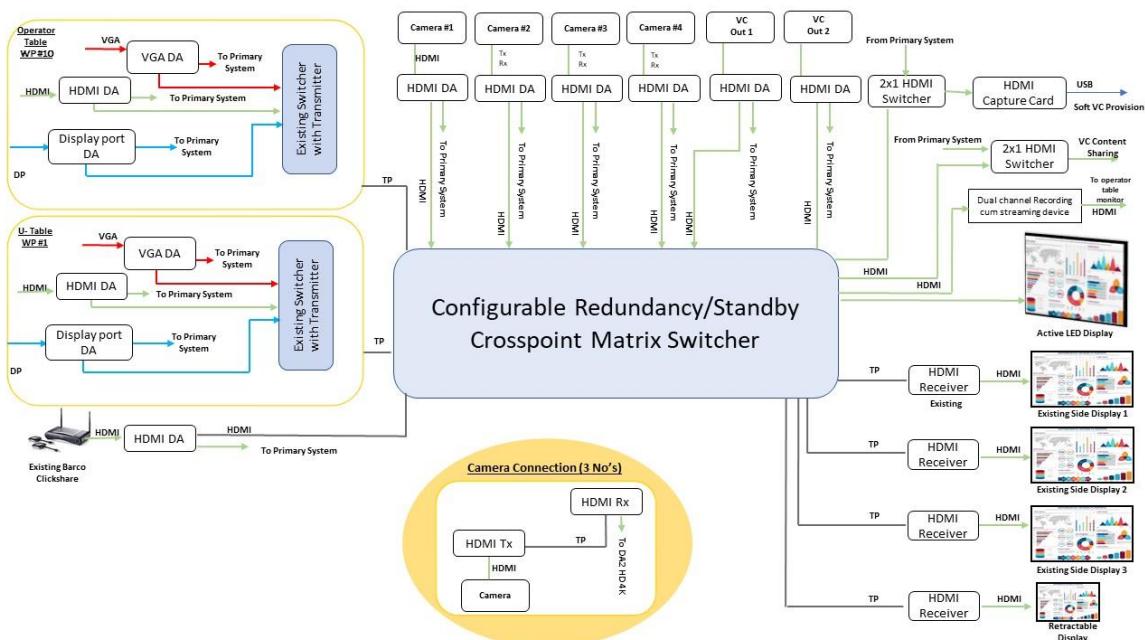 Operator
Table
WP #10
VGA
VGA DA
To Primary
System
HDMI
HDMI DA
To Primary System
Display port
DA
To Primary
System
DP
Existing Switcher
with Transmitter
TP
U- Table
WP #1
VGA
VGA DA
To Primary
System
HDMI
HDMI DA
To Primary System
Display port
DA
To Primary
System
DP
Existing Switcher
with Transmitter
TP
Existing Barco
Clickshare
HDMI
HDMI DA
HDMI
To Primary System
Camera #1
HDMI
HDMI DA
To Primary System
HDMI
Camera #2
Tx
Rx
HDMI DA
To Primary System
HDMI
Camera #3
Tx
Rx
HDMI DA
To Primary System
HDMI
Camera #4
Tx
Rx
HDMI DA
To Primary System
HDMI
VC
Out 1
HDMI DA
To Primary System
HDMI
VC
Out 2
HDMI DA
To Primary System
HDMI
From Primary System
2x1 HDMI
Switcher
HDMI
Capture Card
USB
Soft VC Provision
From Primary System
2x1 HDMI
Switcher
VC Content
Sharing
Dual channel Recording
cum streaming device
To operator
table
monitor
HDMI
HDMI
HDMI
Active LED Display
Configurable Redundancy/Standby
Crosspoint Matrix Switcher
TP
HDMI
Receiver
Existing
HDMI
Existing Side Display 1
TP
HDMI
Receiver
HDMI
Existing Side Display 2
TP
HDMI
Receiver
HDMI
Existing Side Display 3
TP
HDMI
Receiver
HDMI
Retractable
Display
Camera Connection (3 No's)
HDMI Rx
HDMI Tx
TP
To DA2 HD4K
HDMI
Camera